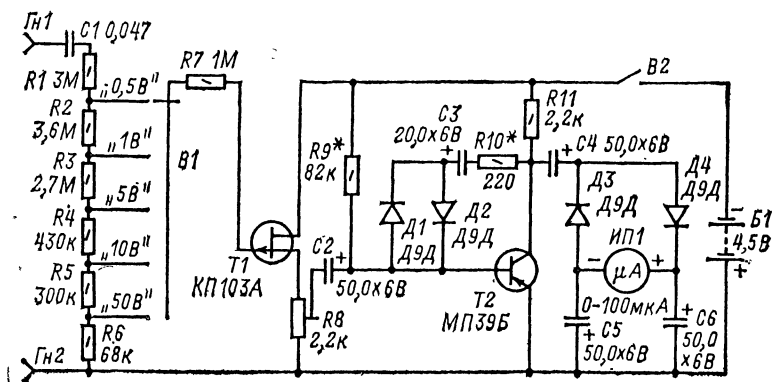 Гн1
С1 0,047
R1 3М
„0,5В"
R2
3,6М
„1В"
R3
2,7М
„5В"
R4
430к
„10В"
R5
300к
„50В"
R6
68к
Гн2
В1
R7 1М
Т1
КП103А
R8
2,2к
R9*
82к
С2
+
50,0х6В
С3
20,0х6В
+
R10*
220
Д1
Д9Д
Д2
Д9Д
R11
2,2к
Т2
МП39Б
С4 50,0х6В
+
Д3
Д9Д
Д4
Д9Д
ИП1
− μА +
0-100мкА
С5
+
50,0х6В
+
С6
50,0
х6В
В2
Б1
−
4,5В
+